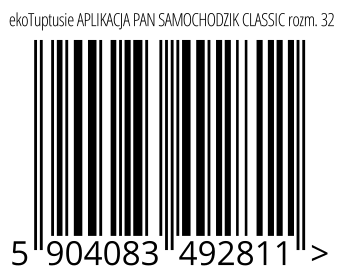 ekoTuptusie APLIKACJA PAN SAMOCHODZIK CLASSIC rozm. 32
5 904083 492811 >